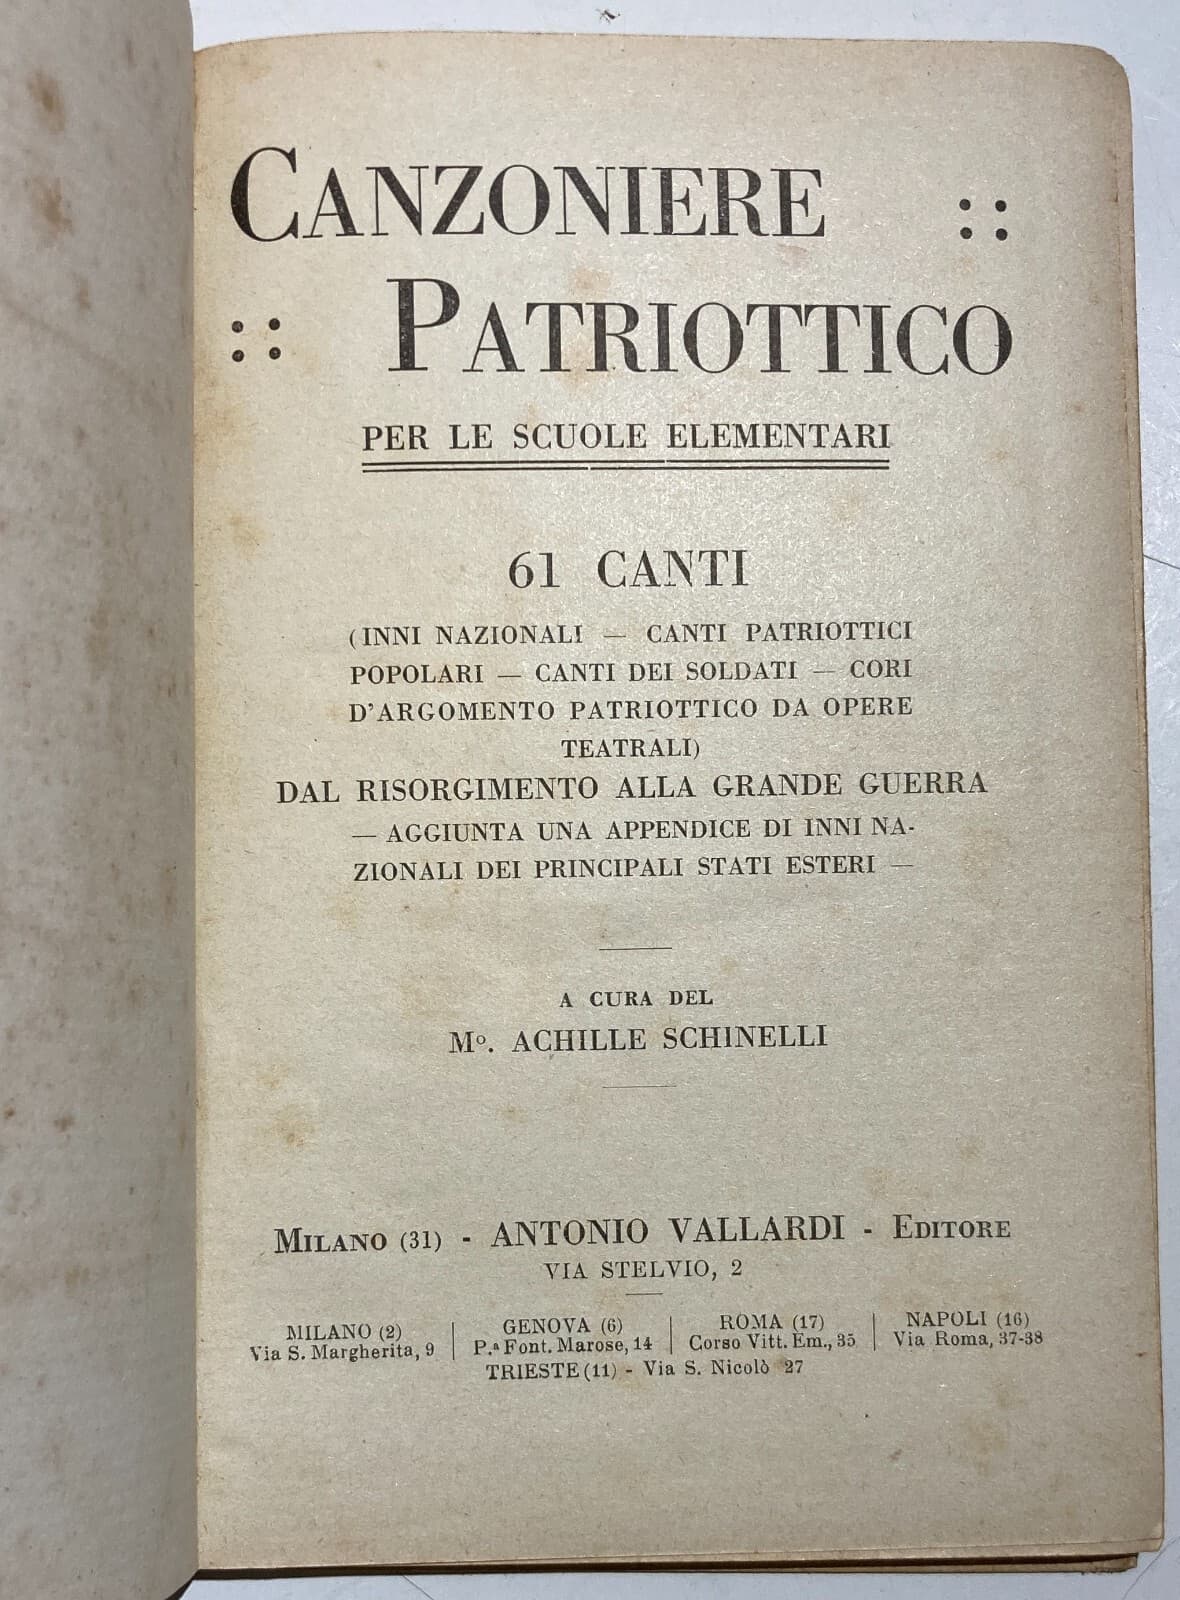 CANZONIERE ::
:: PATRIOTTICO
PER LE SCUOLE ELEMENTARI
61 CANTI
(INNI NAZIONALI — CANTI PATRIOTTICI
POPOLARI — CANTI DEI SOLDATI — CORI
D'ARGOMENTO PATRIOTTICO DA OPERE
TEATRALI)
DAL RISORGIMENTO ALLA GRANDE GUERRA
— AGGIUNTA UNA APPENDICE DI INNI NA-
ZIONALI DEI PRINCIPALI STATI ESTERI —
A CURA DEL
Mº. ACHILLE SCHINELLI
MILANO (31) - ANTONIO VALLARDI - EDITORE
VIA STELVIO, 2
MILANO (2)
Via S. Margherita, 9
GENOVA (6)
P.ª Font. Marose, 14
ROMA (17)
Corso Vitt. Em., 35
NAPOLI (16)
Via Roma, 37-38
TRIESTE (11) - Via S. Nicolò 27